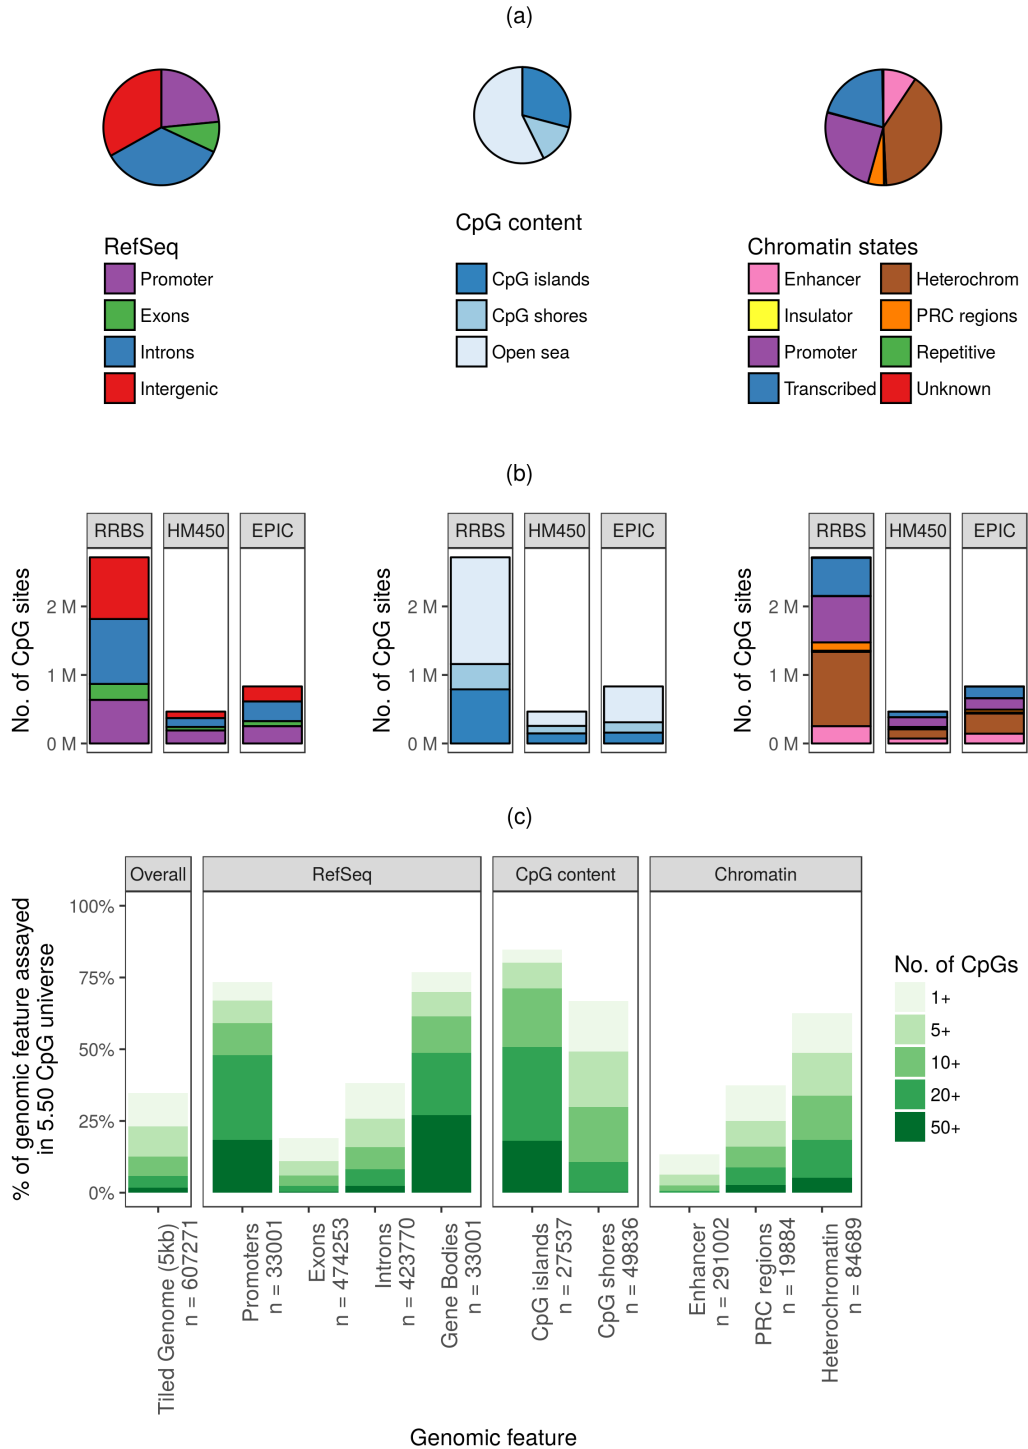 (a)
RefSeq
Promoter
Exons
Introns
Intergenic
CpG content
CpG islands
CpG shores
Open sea
Chromatin states
Enhancer
Heterochrom
Insulator
PRC regions
Promoter
Repetitive
Transcribed
Unknown
(b)
No. of CpG sites
RRBS
HM450
EPIC
2 M
1 M
0 M
No. of CpG sites
RRBS
HM450
EPIC
2 M
1 M
0 M
No. of CpG sites
RRBS
HM450
EPIC
2 M
1 M
0 M
(c)
% of genomic feature assayed
in 5.50 CpG universe
Overall
RefSeq
CpG content
Chromatin
100%
75%
50%
25%
0%
No. of CpGs
1+
5+
10+
20+
50+
Tiled Genome (5kb)
n = 607271
Promoters
n = 33001
Exons
n = 474253
Introns
n = 423770
Gene Bodies
n = 33001
CpG islands
n = 27537
CpG shores
n = 49836
Enhancer
n = 291002
PRC regions
n = 19884
Heterochromatin
n = 84689
Genomic feature